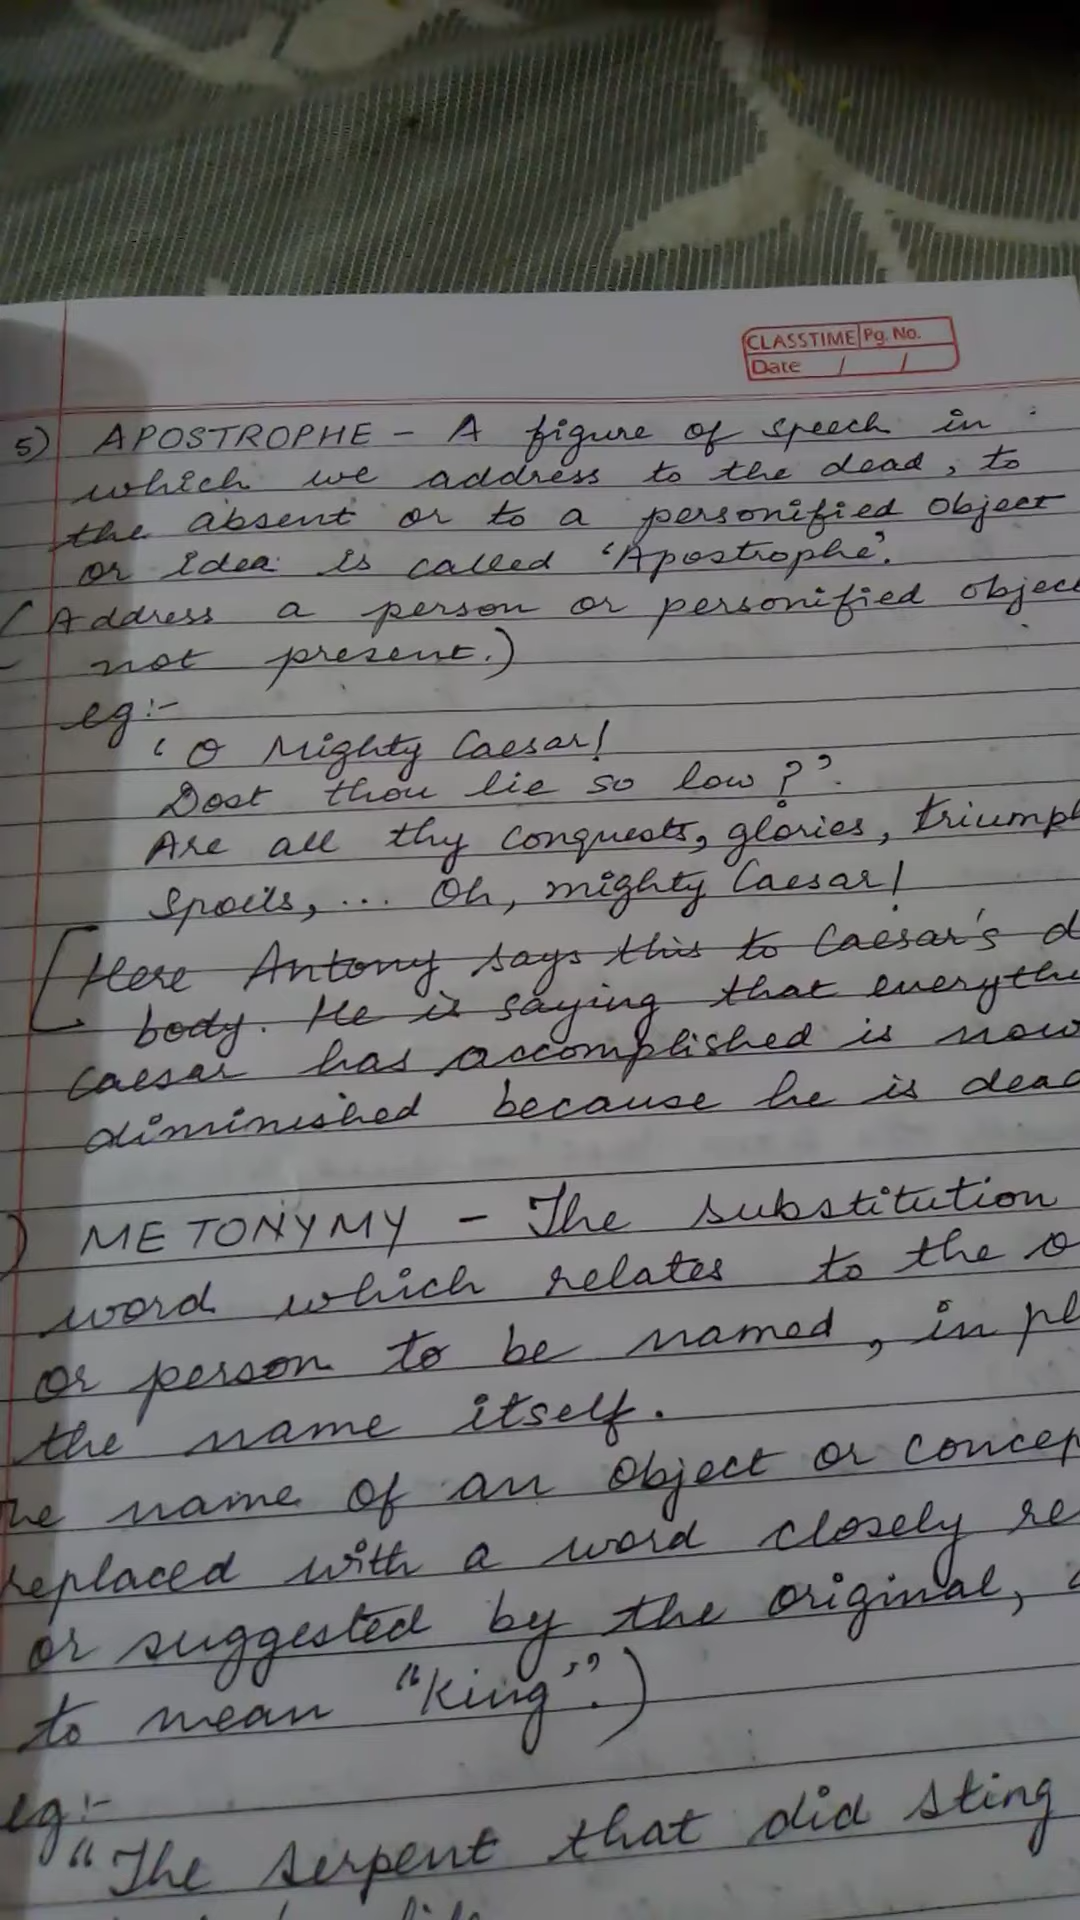 CLASSTIME Pg. No.
Date / /
5) APOSTROPHE - A figure of speech in
which we address to the dead, to
the absent or to a personified object
or idea is called 'Apostrophe'.
(Address a person or personified objec
not present.)
eg:-
'O Mighty Caesar!
Dost thou lie so low?'.
Are all thy conquests, glories, triumph
Spoils, ... Oh, mighty Caesar!
[Here Antony says this to Caesar's d
body. He is saying that everythi
Caesar has accomplished is now
diminished because he is dead
) METONYMY - The substitution
word which relates to the o
or person to be named, in pl
the name itself.
he name of an object or concep
replaced with a word closely re
or suggested by the original,
to mean "King".)
eg:-
"The serpent that did sting